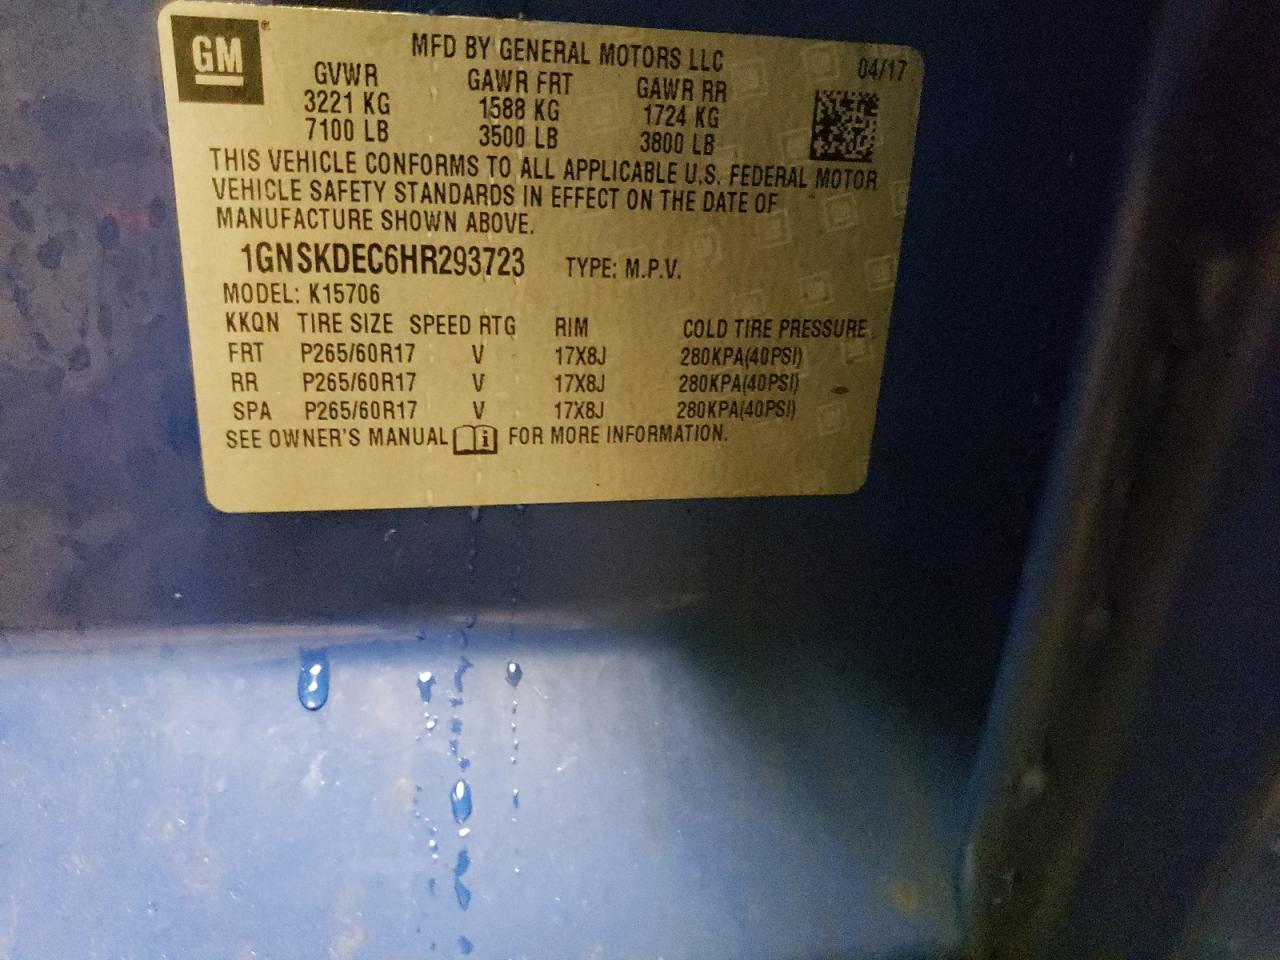 GM®
MFD BY GENERAL MOTORS LLC
04/17
GVWR GAWR FRT GAWR RR
3221 KG 1588 KG 1724 KG
7100 LB 3500 LB 3800 LB
THIS VEHICLE CONFORMS TO ALL APPLICABLE U.S. FEDERAL MOTOR
VEHICLE SAFETY STANDARDS IN EFFECT ON THE DATE OF
MANUFACTURE SHOWN ABOVE.
1GNSKDEC6HR293723 TYPE: M.P.V.
MODEL: K15706
KKQN TIRE SIZE SPEED RTG RIM COLD TIRE PRESSURE
FRT P265/60R17 V 17X8J 280KPA(40PSI)
RR P265/60R17 V 17X8J 280KPA(40PSI)
SPA P265/60R17 V 17X8J 280KPA(40PSI)
SEE OWNER'S MANUAL i FOR MORE INFORMATION.